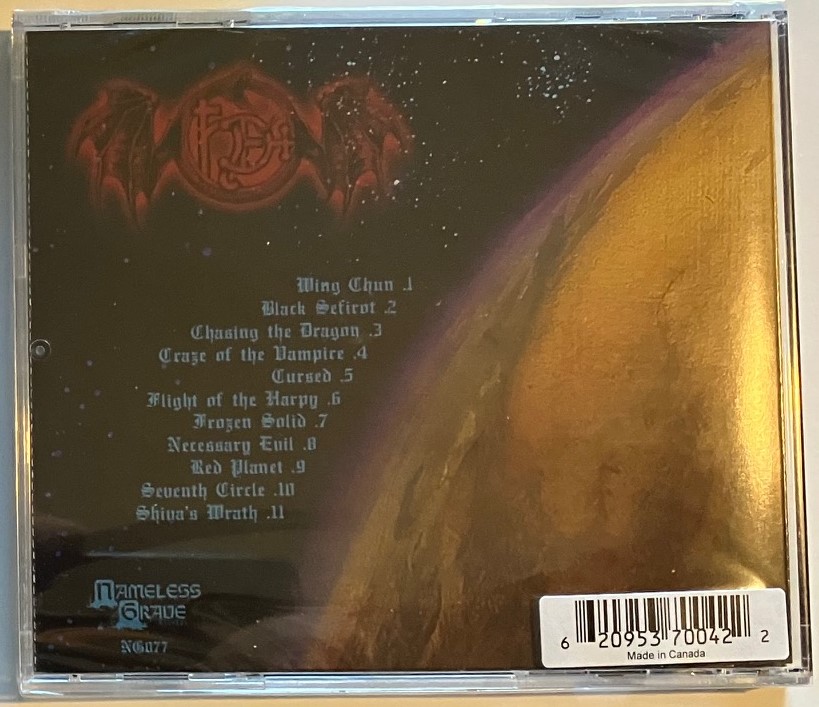 Wing Chun .1
Black Sefirot .2
Chasing the Dragon .3
Craze of the Vampire .4
Cursed .5
Flight of the Harpy .6
Frozen Solid .7
Necessary Evil .8
Red Planet .9
Seventh Circle .10
Shiva's Wrath .11
NAMELESS
GRAVE
NG077
6 20953 70042 2
Made in Canada